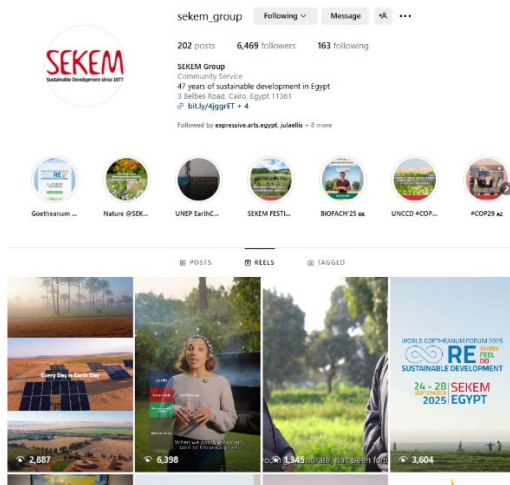 sekem_group
Following
Message
202 posts
6,469 followers
163 following
SEKEM
Sustainable Development since 1977
SEKEM Group
Community Service
47 years of sustainable development in Egypt
3 Belbes Road, Cairo, Egypt 11361
bit.ly/4jggrET + 4
Followed by expressive.arts.egypt, julaellis + 8 more
Goetheanum ...
Nature @SEK...
UNEP EarthC...
SEKEM FESTI...
BIOFACH'25 DE
UNCCD #COP...
#COP29 AZ
POSTS
REELS
TAGGED
Every Day is Earth Day
2,887
6,398
1,345
WORLD GOETHEANUM FORUM 2025
RE
THINK
FEEL
DO
SUSTAINABLE DEVELOPMENT
24 - 28
SEPTEMBER
2025
SEKEM
EGYPT
3,604